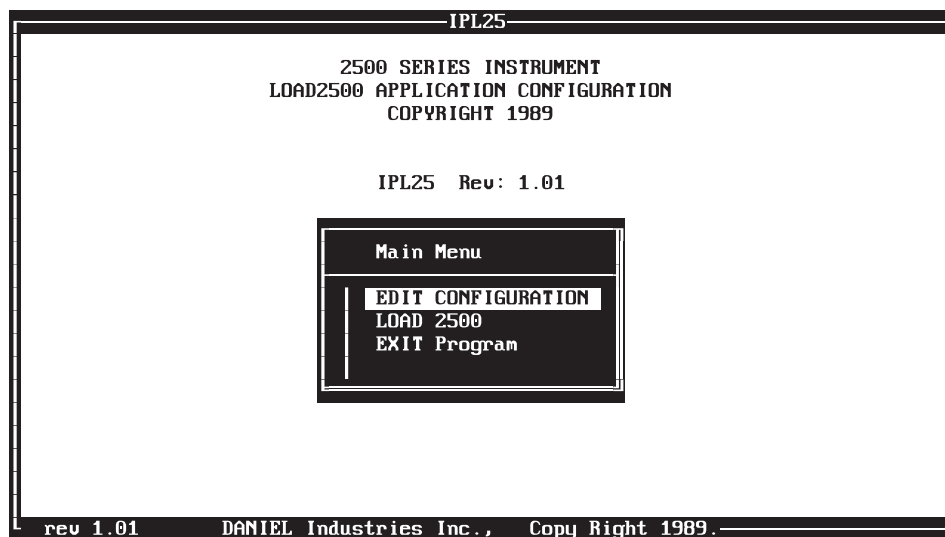 IPL25
2500 SERIES INSTRUMENT
LOAD2500 APPLICATION CONFIGURATION
COPYRIGHT 1989
IPL25 Rev: 1.01
Main Menu
EDIT CONFIGURATION
LOAD 2500
EXIT Program
rev 1.01 DANIEL Industries Inc., Copy Right 1989.